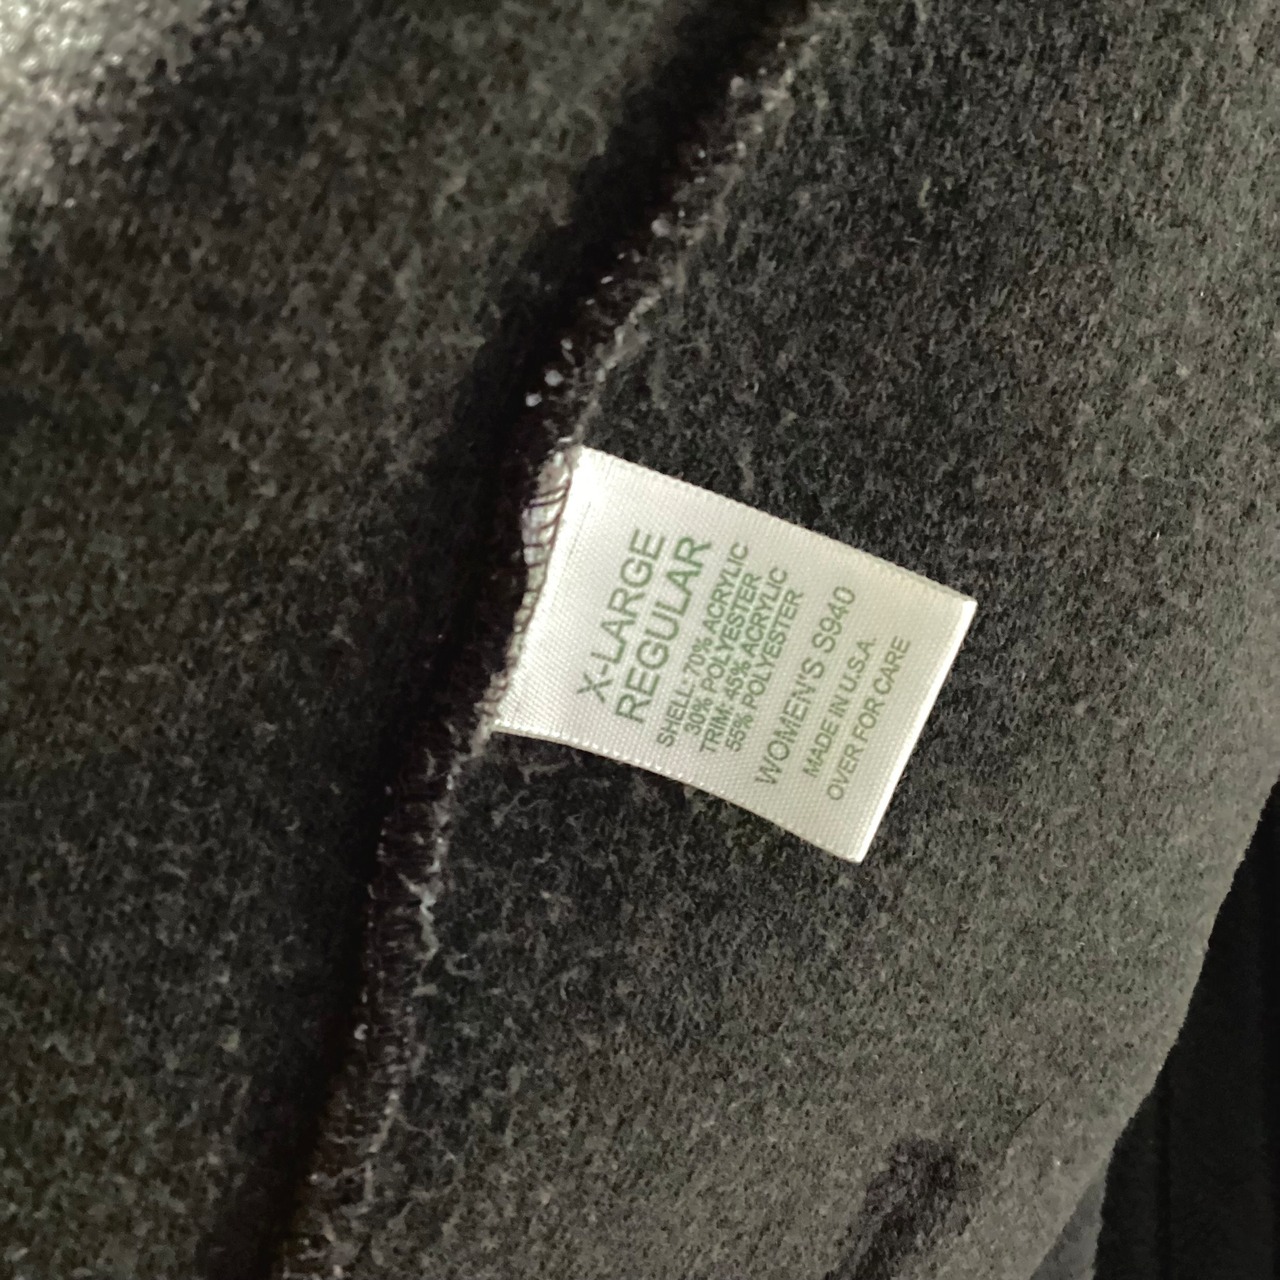 X-LARGE
REGULAR
SHELL: 70% ACRYLIC
30% POLYESTER
TRIM: 45% ACRYLIC
55% POLYESTER
WOMEN'S S940
MADE IN U.S.A.
OVER FOR CARE